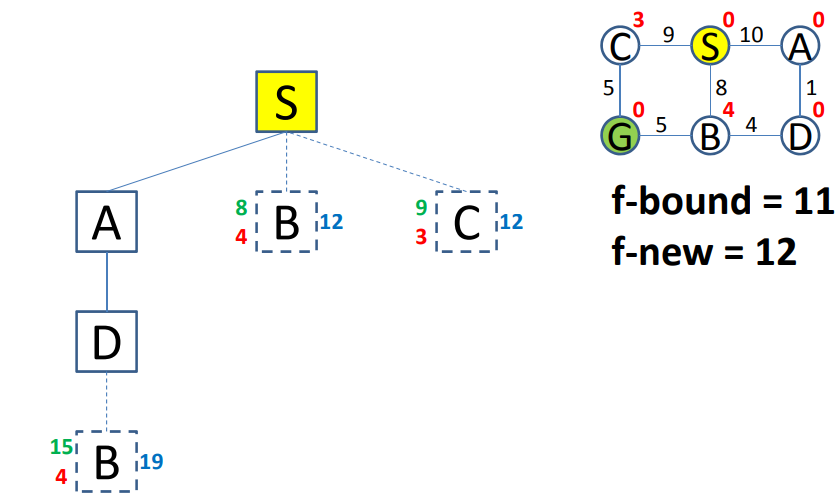 3 0 0
C 9 S 10 A
5 8 1
0 4 0
G 5 B 4 D
f-bound = 11
f-new = 12
S
A
8 4 B 12
9 3 C 12
D
15 4 B 19